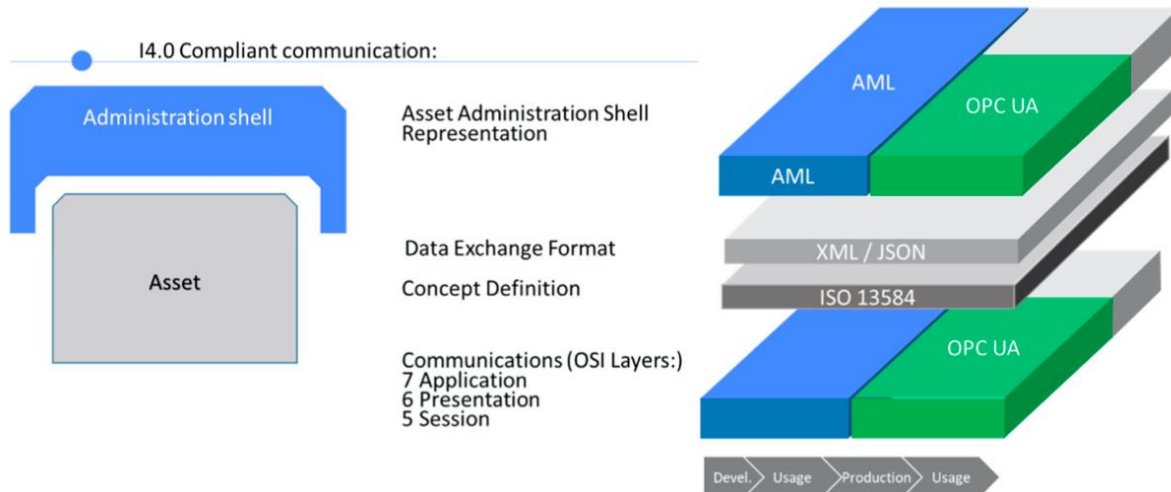 I4.0 Compliant communication:
Administration shell
Asset
Asset Administration Shell
Representation
Data Exchange Format
Concept Definition
Communications (OSI Layers:)
7 Application
6 Presentation
5 Session
AML
OPC UA
AML
XML / JSON
ISO 13584
OPC UA
Devel. Usage Production Usage